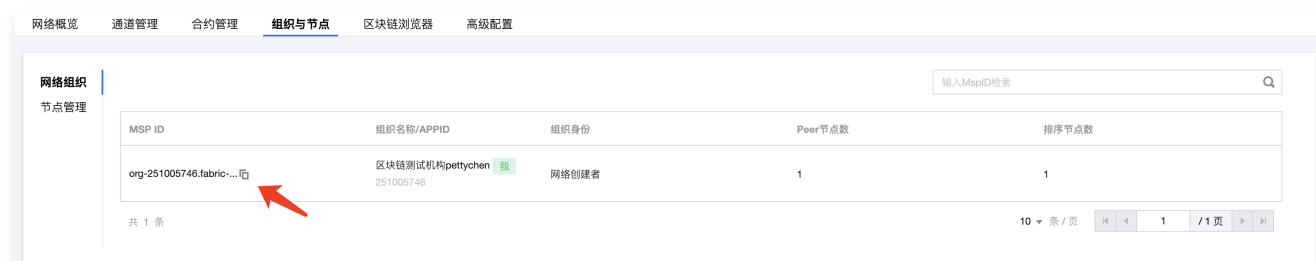 网络概览 通道管理 合约管理 组织与节点 区块链浏览器 高级配置
网络组织
节点管理
输入MspID检索
MSP ID 组织名称/APPID 组织身份 Peer节点数 排序节点数
org-251005746.fabric-... 区块链测试机构pettychen 我 网络创建者 1 1
251005746
共 1 条 10 条 / 页 1 / 1 页